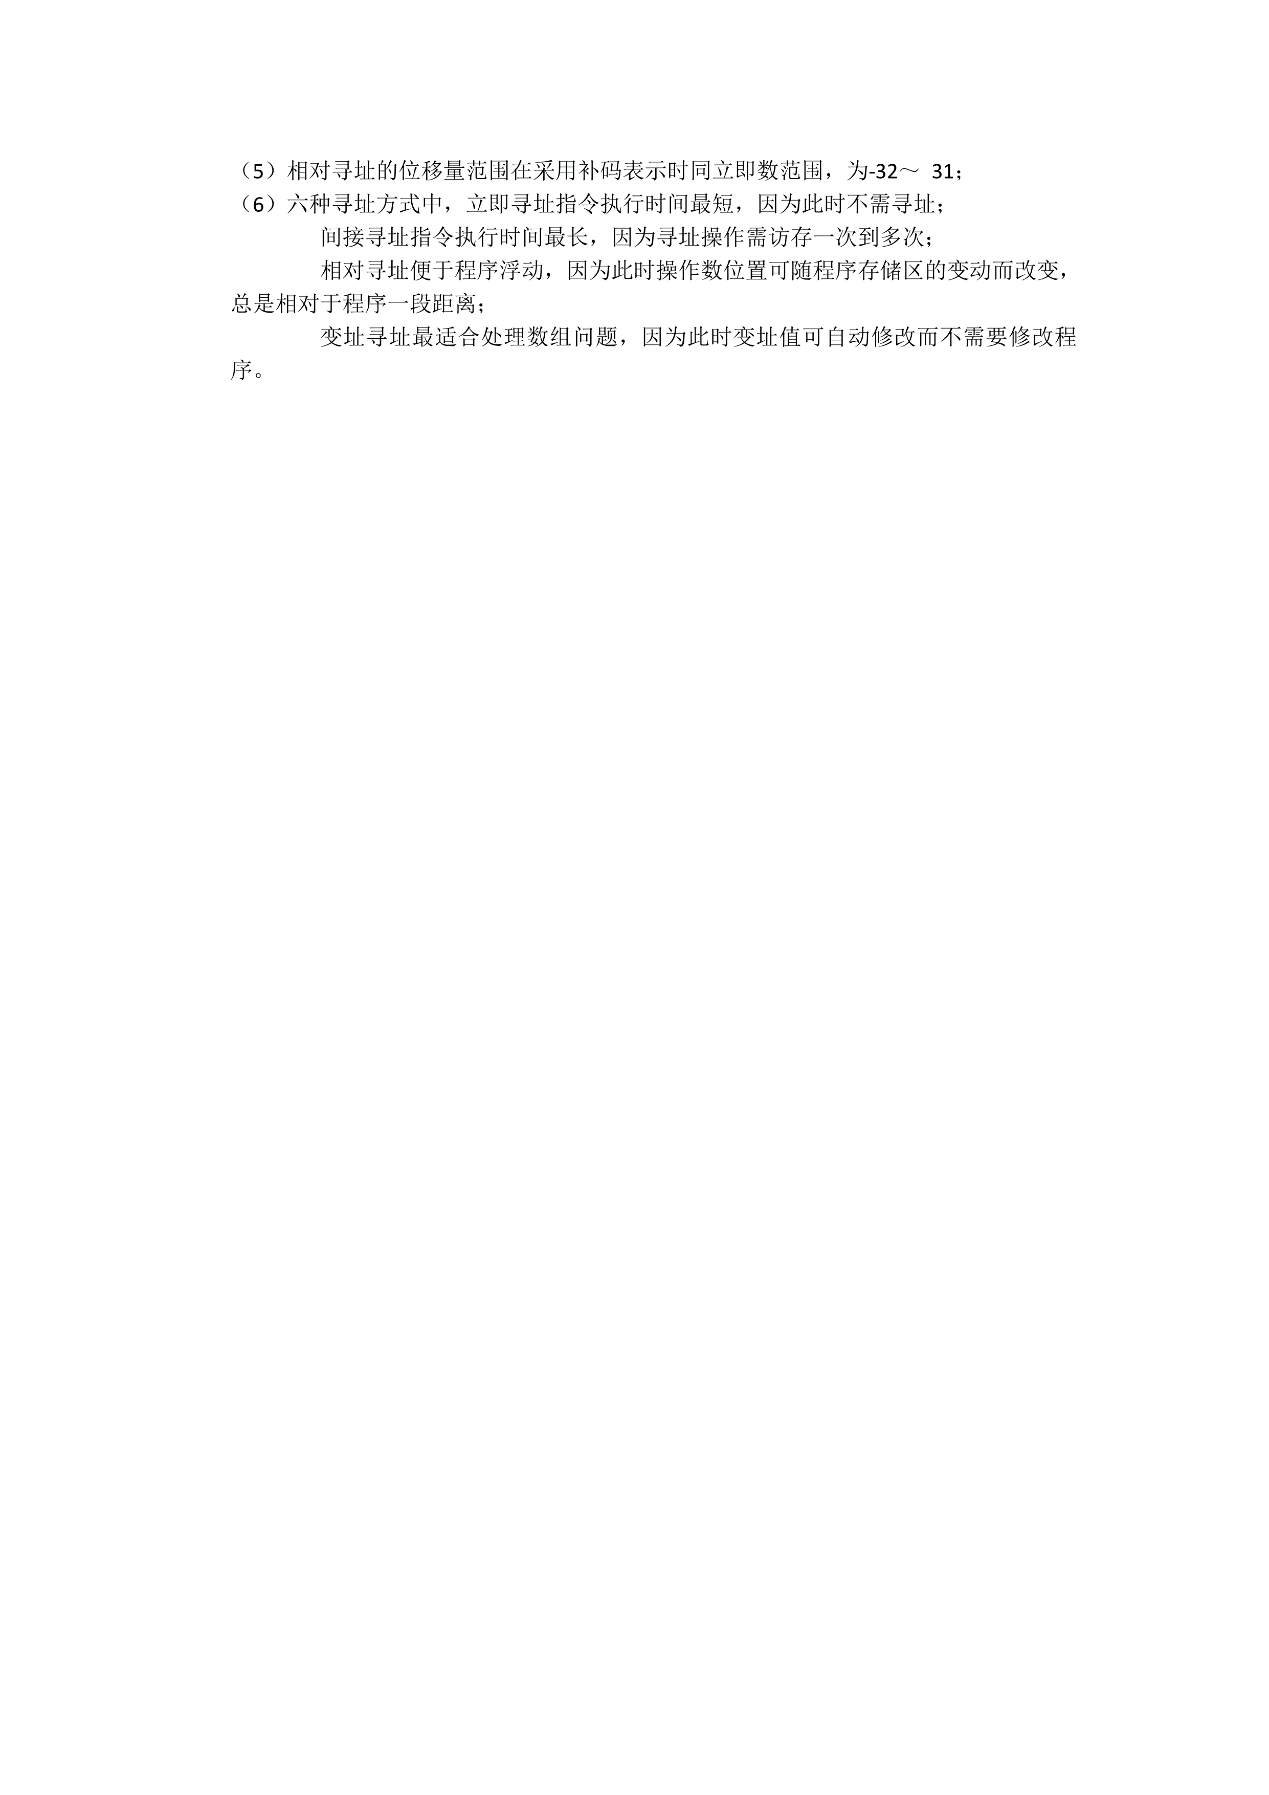 （5）相对寻址的位移量范围在采用补码表示时同立即数范围，为-32～ 31；
（6）六种寻址方式中，立即寻址指令执行时间最短，因为此时不需寻址；
间接寻址指令执行时间最长，因为寻址操作需访存一次到多次；
相对寻址便于程序浮动，因为此时操作数位置可随程序存储区的变动而改变，
总是相对于程序一段距离；
变址寻址最适合处理数组问题，因为此时变址值可自动修改而不需要修改程
序。